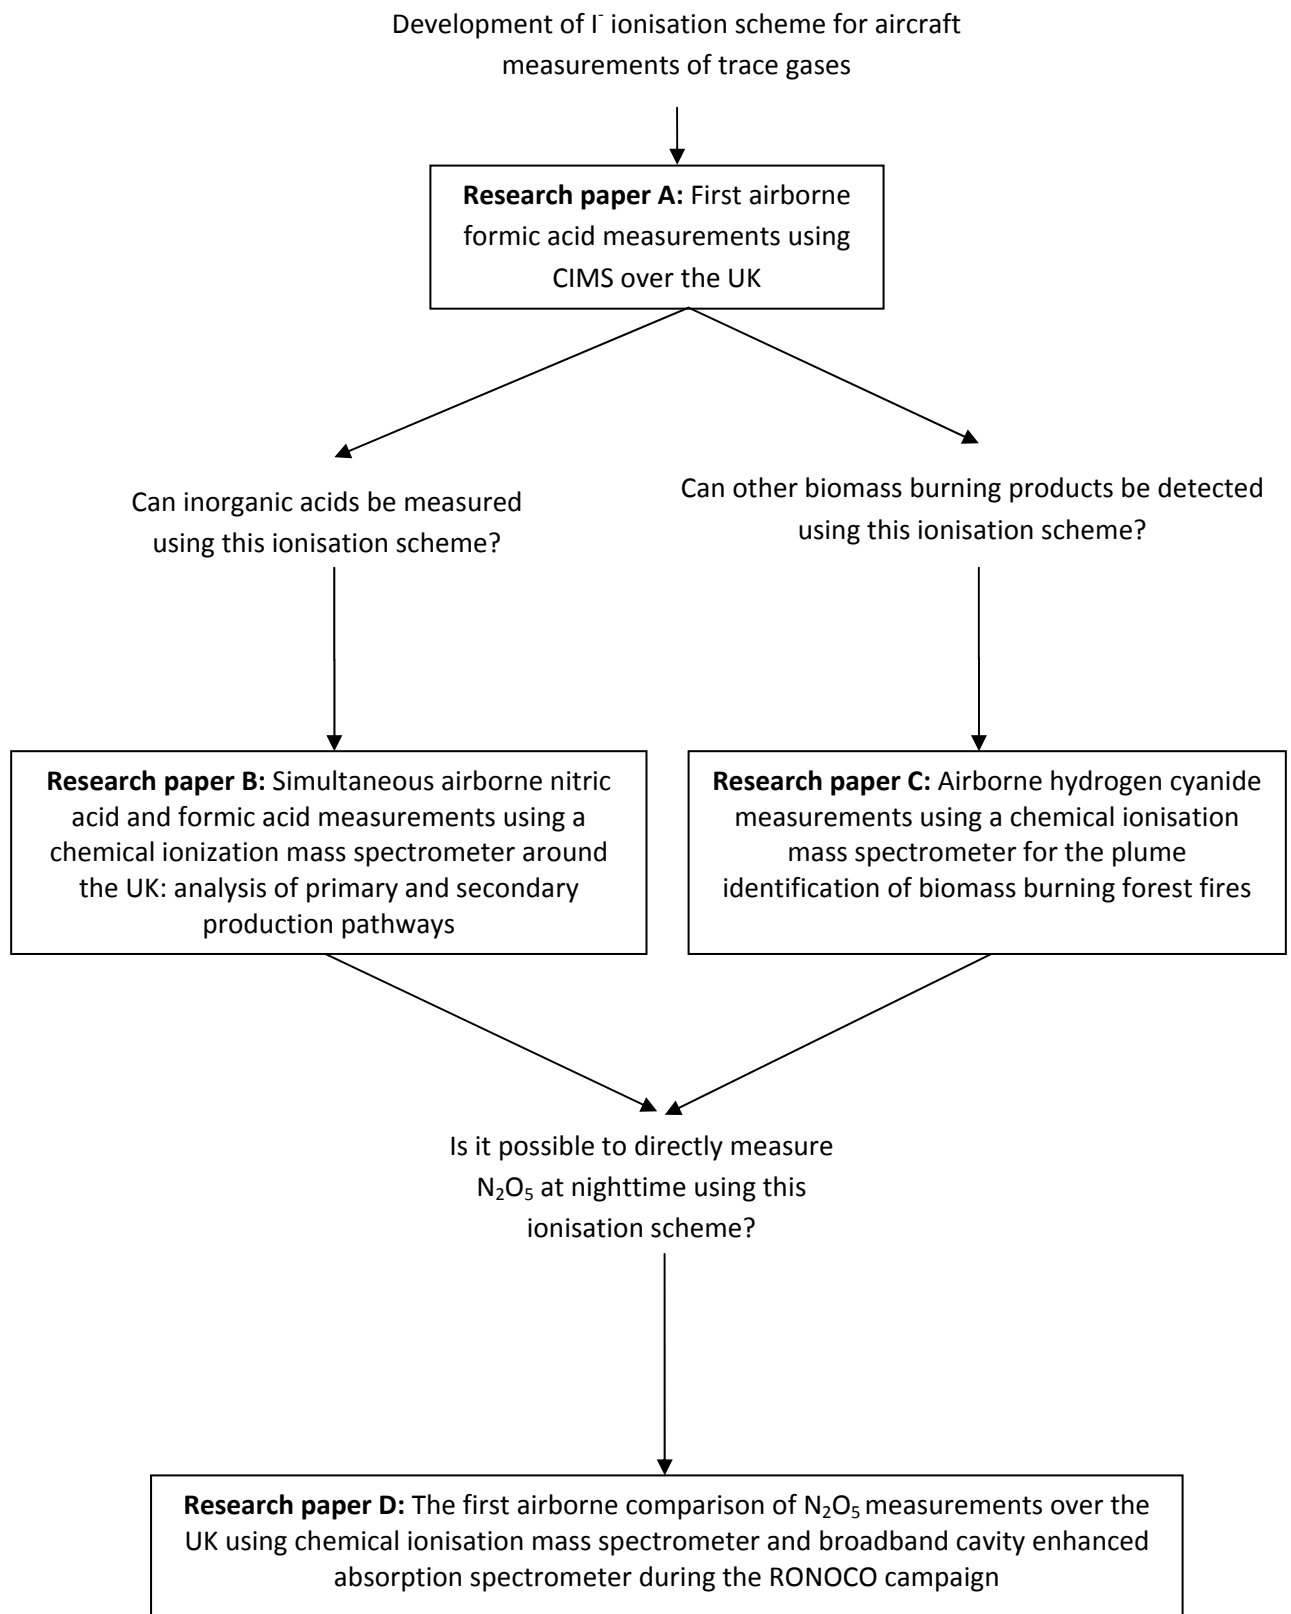 Development of I⁻ ionisation scheme for aircraft
measurements of trace gases
Research paper A: First airborne
formic acid measurements using
CIMS over the UK
Can inorganic acids be measured
using this ionisation scheme?
Can other biomass burning products be detected
using this ionisation scheme?
Research paper B: Simultaneous airborne nitric
acid and formic acid measurements using a
chemical ionization mass spectrometer around
the UK: analysis of primary and secondary
production pathways
Research paper C: Airborne hydrogen cyanide
measurements using a chemical ionisation
mass spectrometer for the plume
identification of biomass burning forest fires
Is it possible to directly measure
N₂O₅ at nighttime using this
ionisation scheme?
Research paper D: The first airborne comparison of N₂O₅ measurements over the
UK using chemical ionisation mass spectrometer and broadband cavity enhanced
absorption spectrometer during the RONOCO campaign